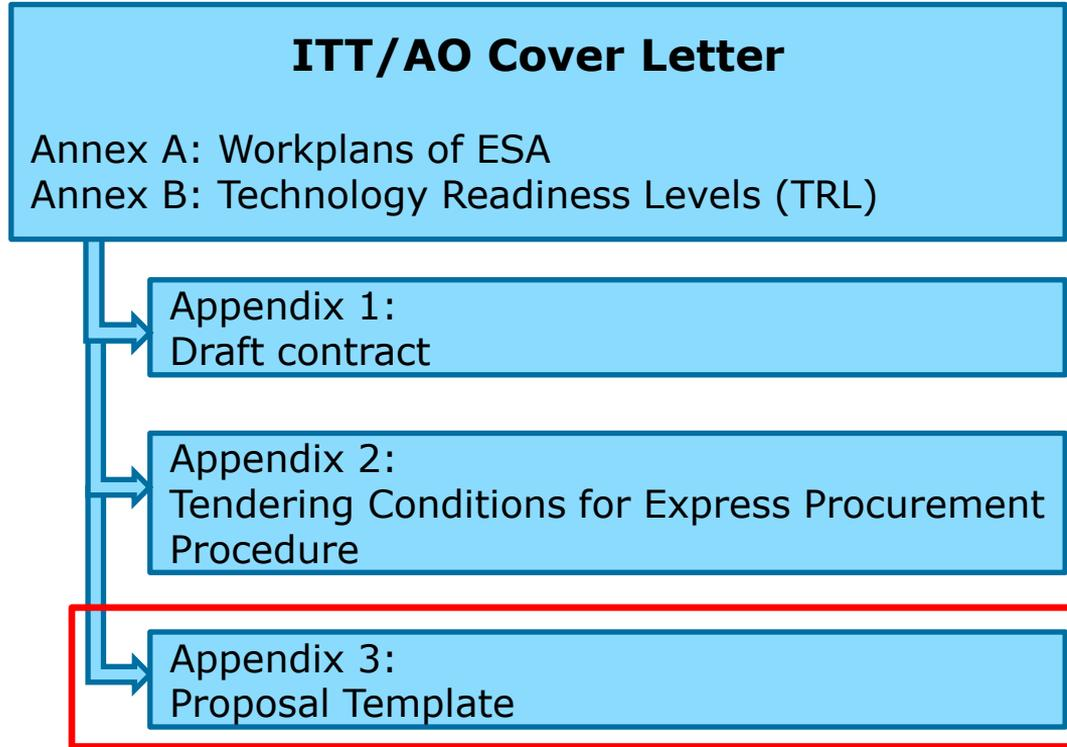 ITT/AO Cover Letter
Annex A: Workplans of ESA
Annex B: Technology Readiness Levels (TRL)
Appendix 1:
Draft contract
Appendix 2:
Tendering Conditions for Express Procurement
Procedure
Appendix 3:
Proposal Template